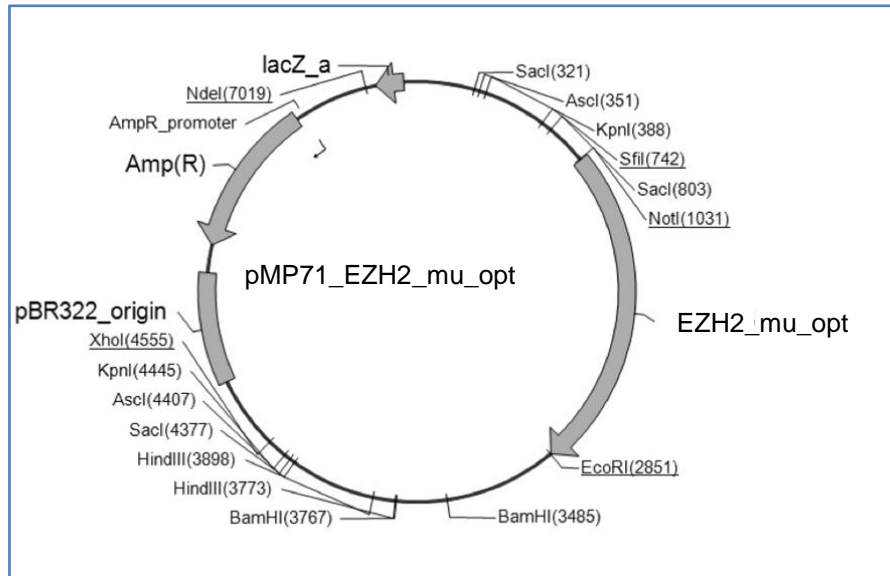 lacZ_a
NdeI(7019)
AmpR_promoter
Amp(R)
pBR322_origin
XhoI(4555)
KpnI(4445)
AscI(4407)
SacI(4377)
HindIII(3898)
HindIII(3773)
BamHI(3767)
pMP71_EZH2_mu_opt
SacI(321)
AscI(351)
KpnI(388)
SfiI(742)
SacI(803)
NotI(1031)
EZH2_mu_opt
EcoRI(2851)
BamHI(3485)